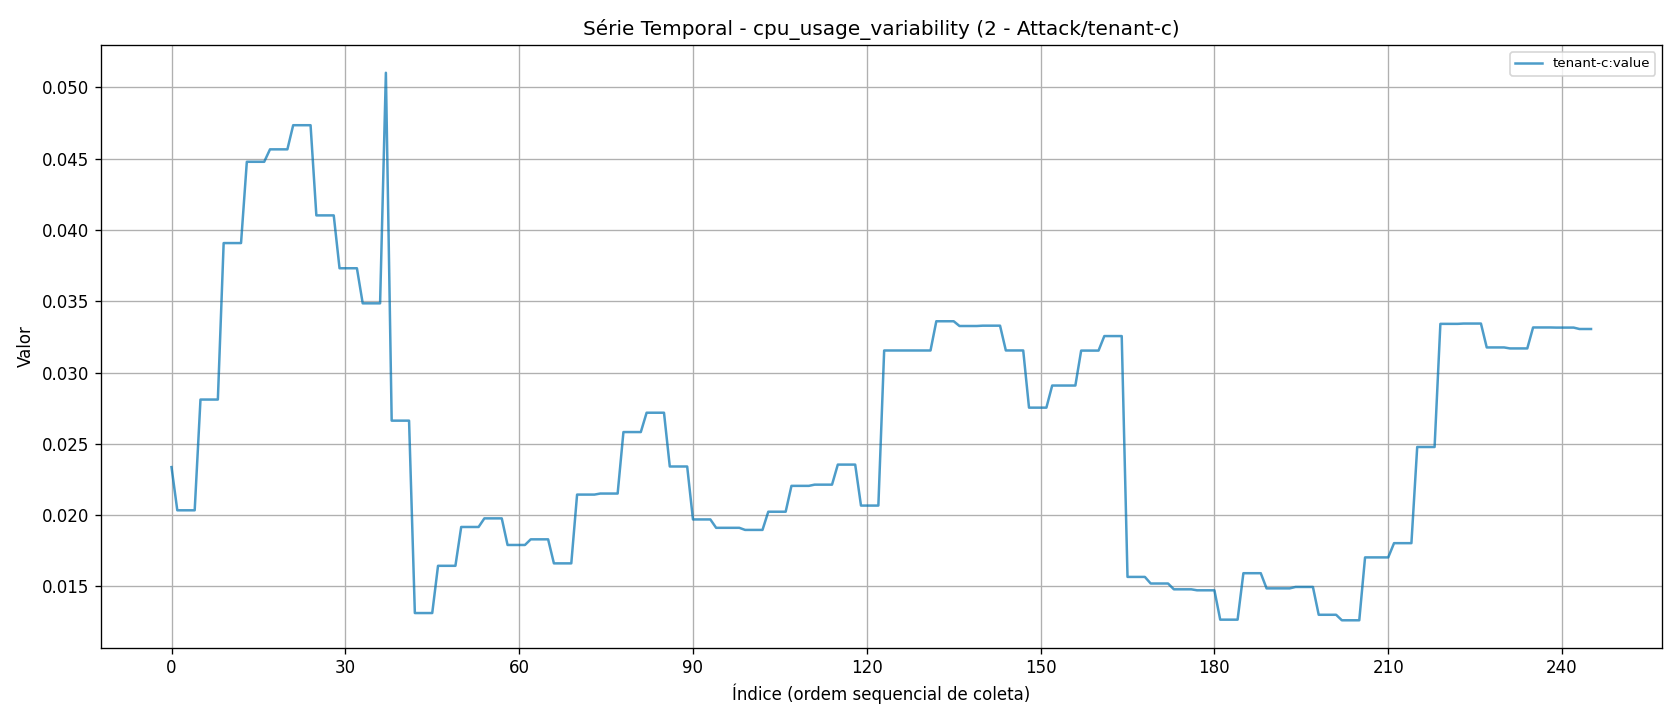 Série Temporal - cpu_usage_variability (2 - Attack/tenant-c)
tenant-c:value
Valor
0.050
0.045
0.040
0.035
0.030
0.025
0.020
0.015
0 30 60 90 120 150 180 210 240
Índice (ordem sequencial de coleta)